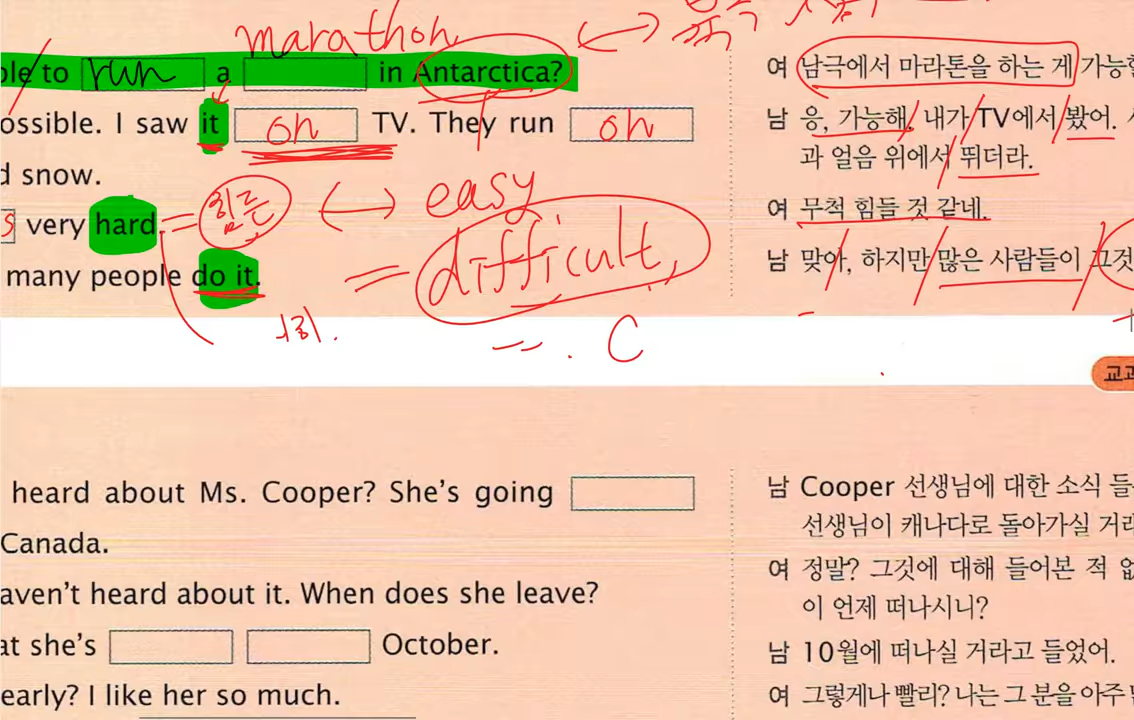 marathon
ble to run a in Antarctica?
ossible. I saw it on TV. They run on
d snow.
s very hard. = 힘든 ↔ easy
many people do it. = difficult,
C
여 남극에서 마라톤을 하는 게 가능할
남 응, 가능해. 내가 TV에서 봤어.
과 얼음 위에서 뛰더라.
여 무척 힘들 것 같네.
남 맞아, 하지만 많은 사람들이 그것
교과
heard about Ms. Cooper? She's going
Canada.
aven't heard about it. When does she leave?
at she's October.
early? I like her so much.
남 Cooper 선생님에 대한 소식 들
선생님이 캐나다로 돌아가실 거라
여 정말? 그것에 대해 들어본 적 없
이 언제 떠나시니?
남 10월에 떠나실 거라고 들었어.
여 그렇게나 빨리? 나는 그 분을 아주